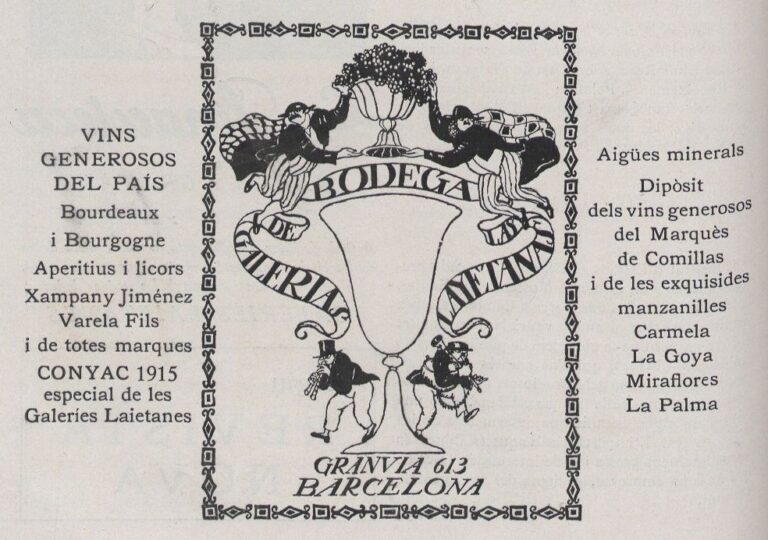 VINS
GENEROSOS
DEL PAÍS
Bourdeaux
i Bourgogne
Aperitius i licors
Xampany Jiménez
Varela Fils
i de totes marques
CONYAC 1915
especial de les
Galeríes Laietanes
BODEGA
DE LAS
GALERIAS LAYETANAS
GRANVIA 613
BARCELONA
Aigües minerals
Dipòsit
dels vins generosos
del Marquès
de Comillas
i de les exquisides
manzanilles
Carmela
La Goya
Miraflores
La Palma